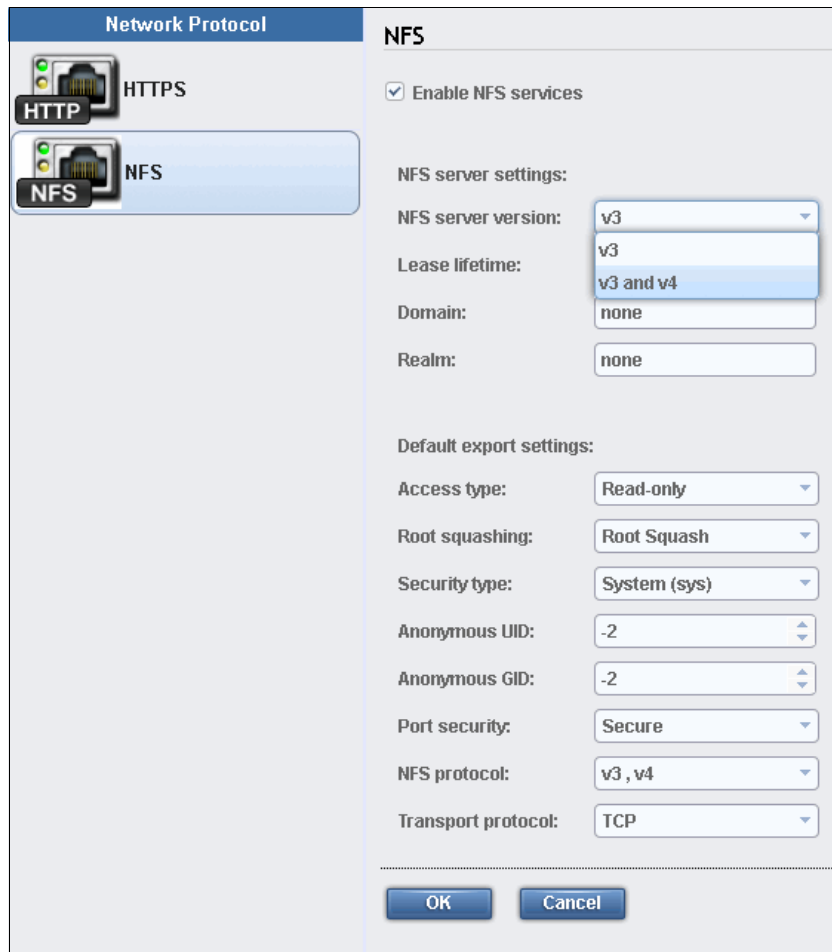 Network Protocol
HTTP
HTTPS
NFS
NFS
NFS
Enable NFS services
NFS server settings:
NFS server version: v3
v3
v3 and v4
Lease lifetime:
Domain: none
Realm: none
Default export settings:
Access type: Read-only
Root squashing: Root Squash
Security type: System (sys)
Anonymous UID: -2
Anonymous GID: -2
Port security: Secure
NFS protocol: v3 , v4
Transport protocol: TCP
OK Cancel